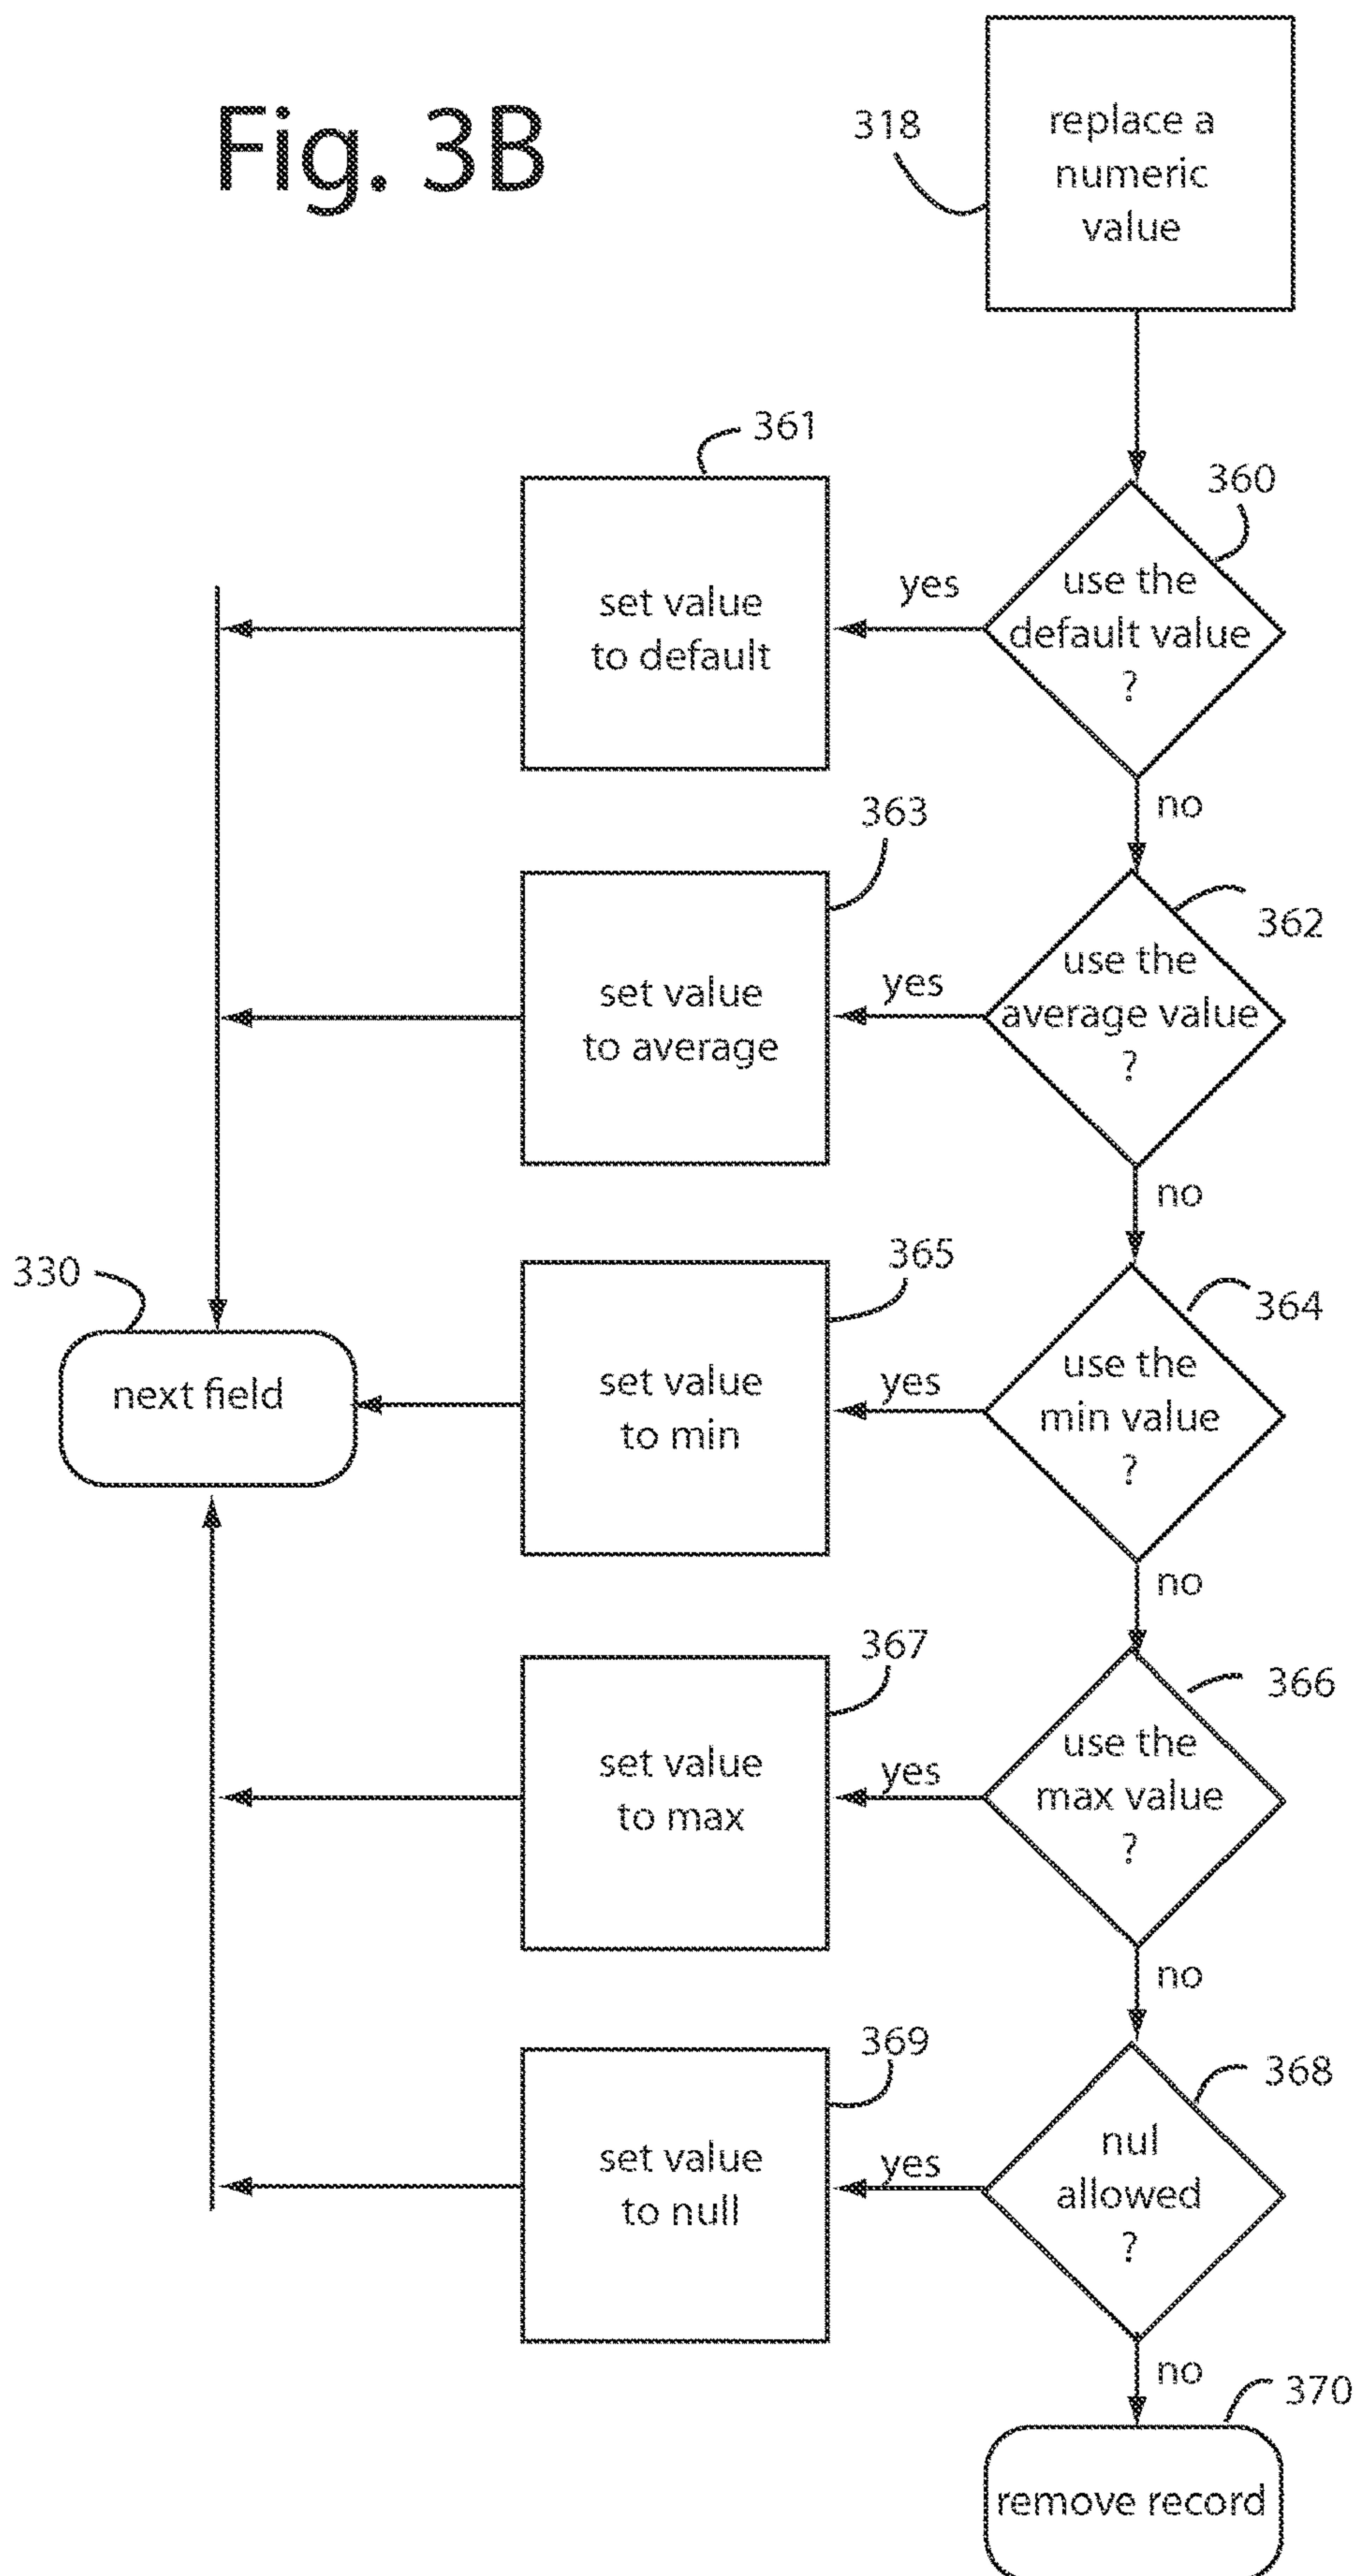 Fig. 3B
318
replace a
numeric
value
361
360
set value
to default
yes
use the
default value
?
no
363
362
set value
to average
yes
use the
average value
?
no
330
next field
365
364
set value
to min
yes
use the
min value
?
no
367
366
set value
to max
yes
use the
max value
?
no
369
368
set value
to null
yes
nul
allowed
?
no
370
remove record